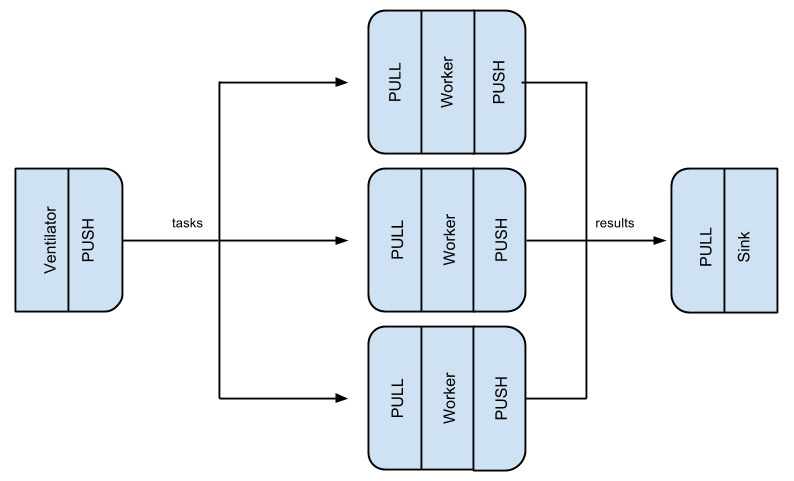 Ventilator
PUSH
tasks
PULL
Worker
PUSH
PULL
Worker
PUSH
PULL
Worker
PUSH
results
PULL
Sink